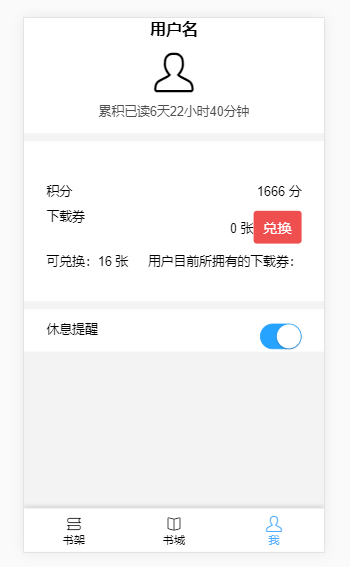 用户名
累积已读6天22小时40分钟
积分 1666 分
下载券
0 张 兑换
可兑换：16 张 用户目前所拥有的下载券：
休息提醒
书架 书城 我